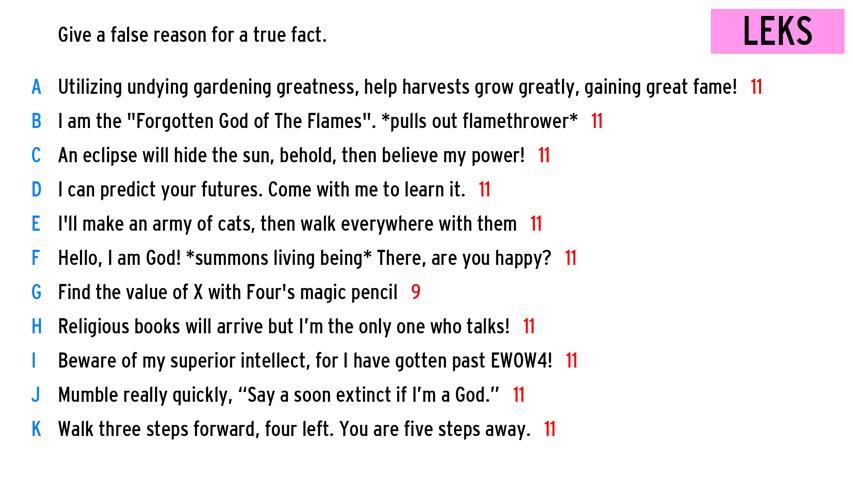 Give a false reason for a true fact.
LEKS
A Utilizing undying gardening greatness, help harvests grow greatly, gaining great fame! 11
B I am the "Forgotten God of The Flames". *pulls out flamethrower* 11
C An eclipse will hide the sun, behold, then believe my power! 11
D I can predict your futures. Come with me to learn it. 11
E I'll make an army of cats, then walk everywhere with them 11
F Hello, I am God! *summons living being* There, are you happy? 11
G Find the value of X with Four's magic pencil 9
H Religious books will arrive but I’m the only one who talks! 11
I Beware of my superior intellect, for I have gotten past EWOW4! 11
J Mumble really quickly, “Say a soon extinct if I’m a God.” 11
K Walk three steps forward, four left. You are five steps away. 11